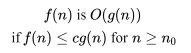 f(n) is O(g(n))
if f(n) ≤ cg(n) for n ≥ n₀